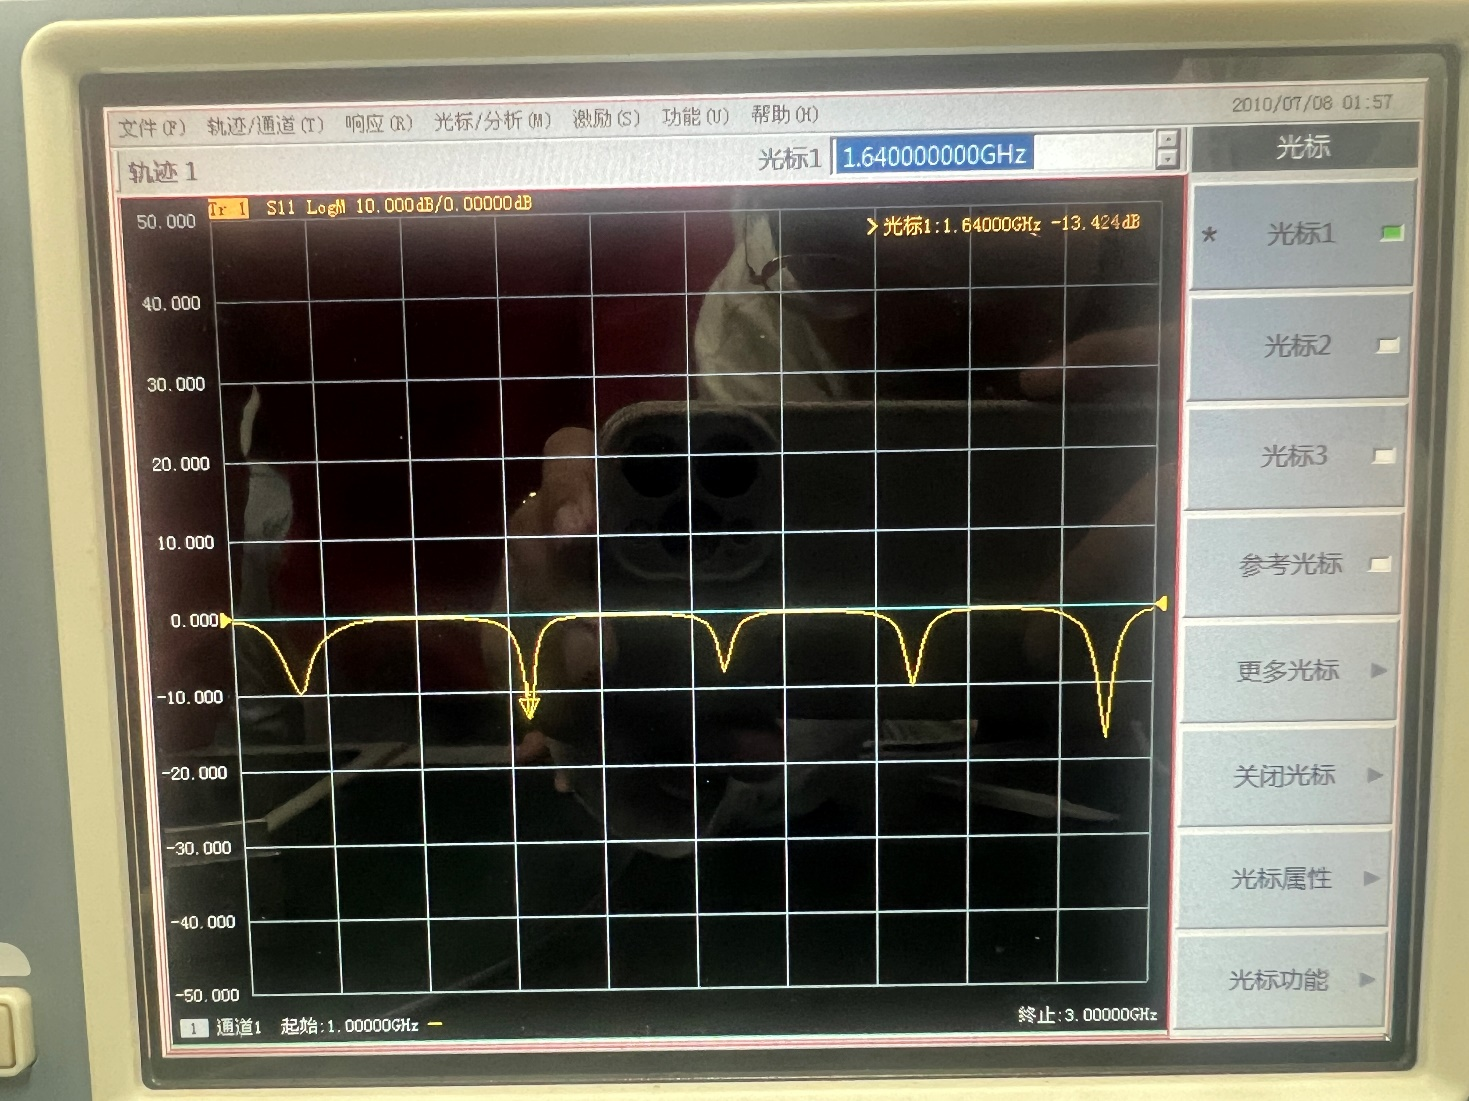 文件(F) 轨迹/通道(T) 响应(R) 光标/分析(M) 激励(S) 功能(U) 帮助(H) 2010/07/08 01:57
轨迹 1 光标1 1.640000000GHz 光标
Tr 1 S11 LogM 10.000dB/0.00000dB
>光标1:1.64000GHz -13.424dB
50.000
40.000
30.000
20.000
10.000
0.000
-10.000
-20.000
-30.000
-40.000
-50.000
1 通道1 起始:1.00000GHz 终止:3.00000GHz
* 光标1
光标2
光标3
参考光标
更多光标
关闭光标
光标属性
光标功能